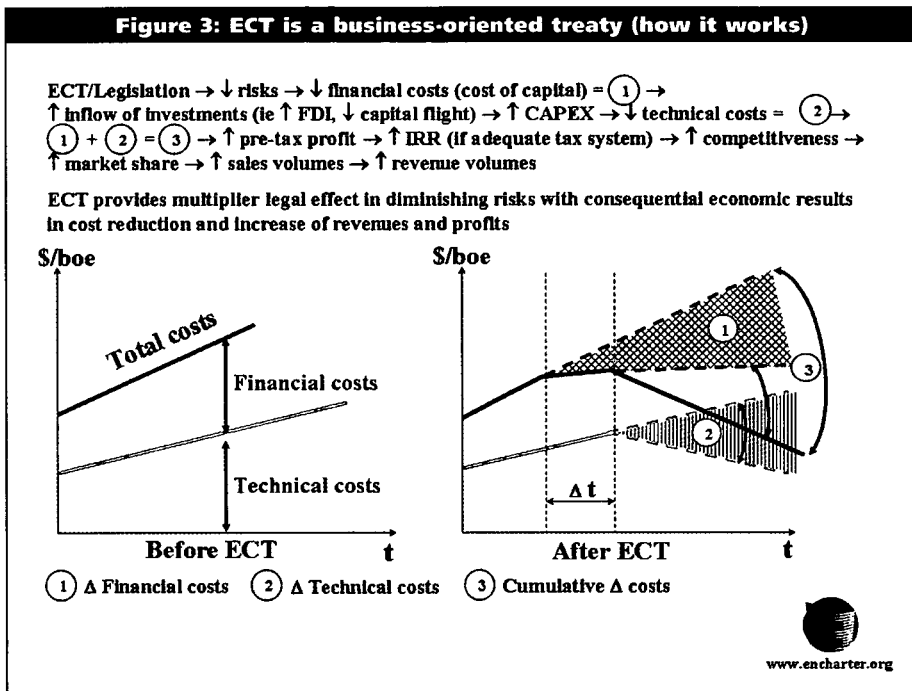 Figure 3: ECT is a business-oriented treaty (how it works)
ECT/Legislation → ↓ risks → ↓ financial costs (cost of capital) = ① →
↑ inflow of investments (ie ↑ FDI, ↓ capital flight) → ↑ CAPEX → ↓ technical costs = ② →
① + ② = ③ → ↑ pre-tax profit → ↑ IRR (if adequate tax system) → ↑ competitiveness →
↑ market share → ↑ sales volumes → ↑ revenue volumes
ECT provides multiplier legal effect in diminishing risks with consequential economic results
in cost reduction and increase of revenues and profits
$/boe
Total costs
Financial costs
Technical costs
Before ECT
t
$/boe
①
③
②
Δ t
After ECT
t
① Δ Financial costs ② Δ Technical costs ③ Cumulative Δ costs
www.encharter.org